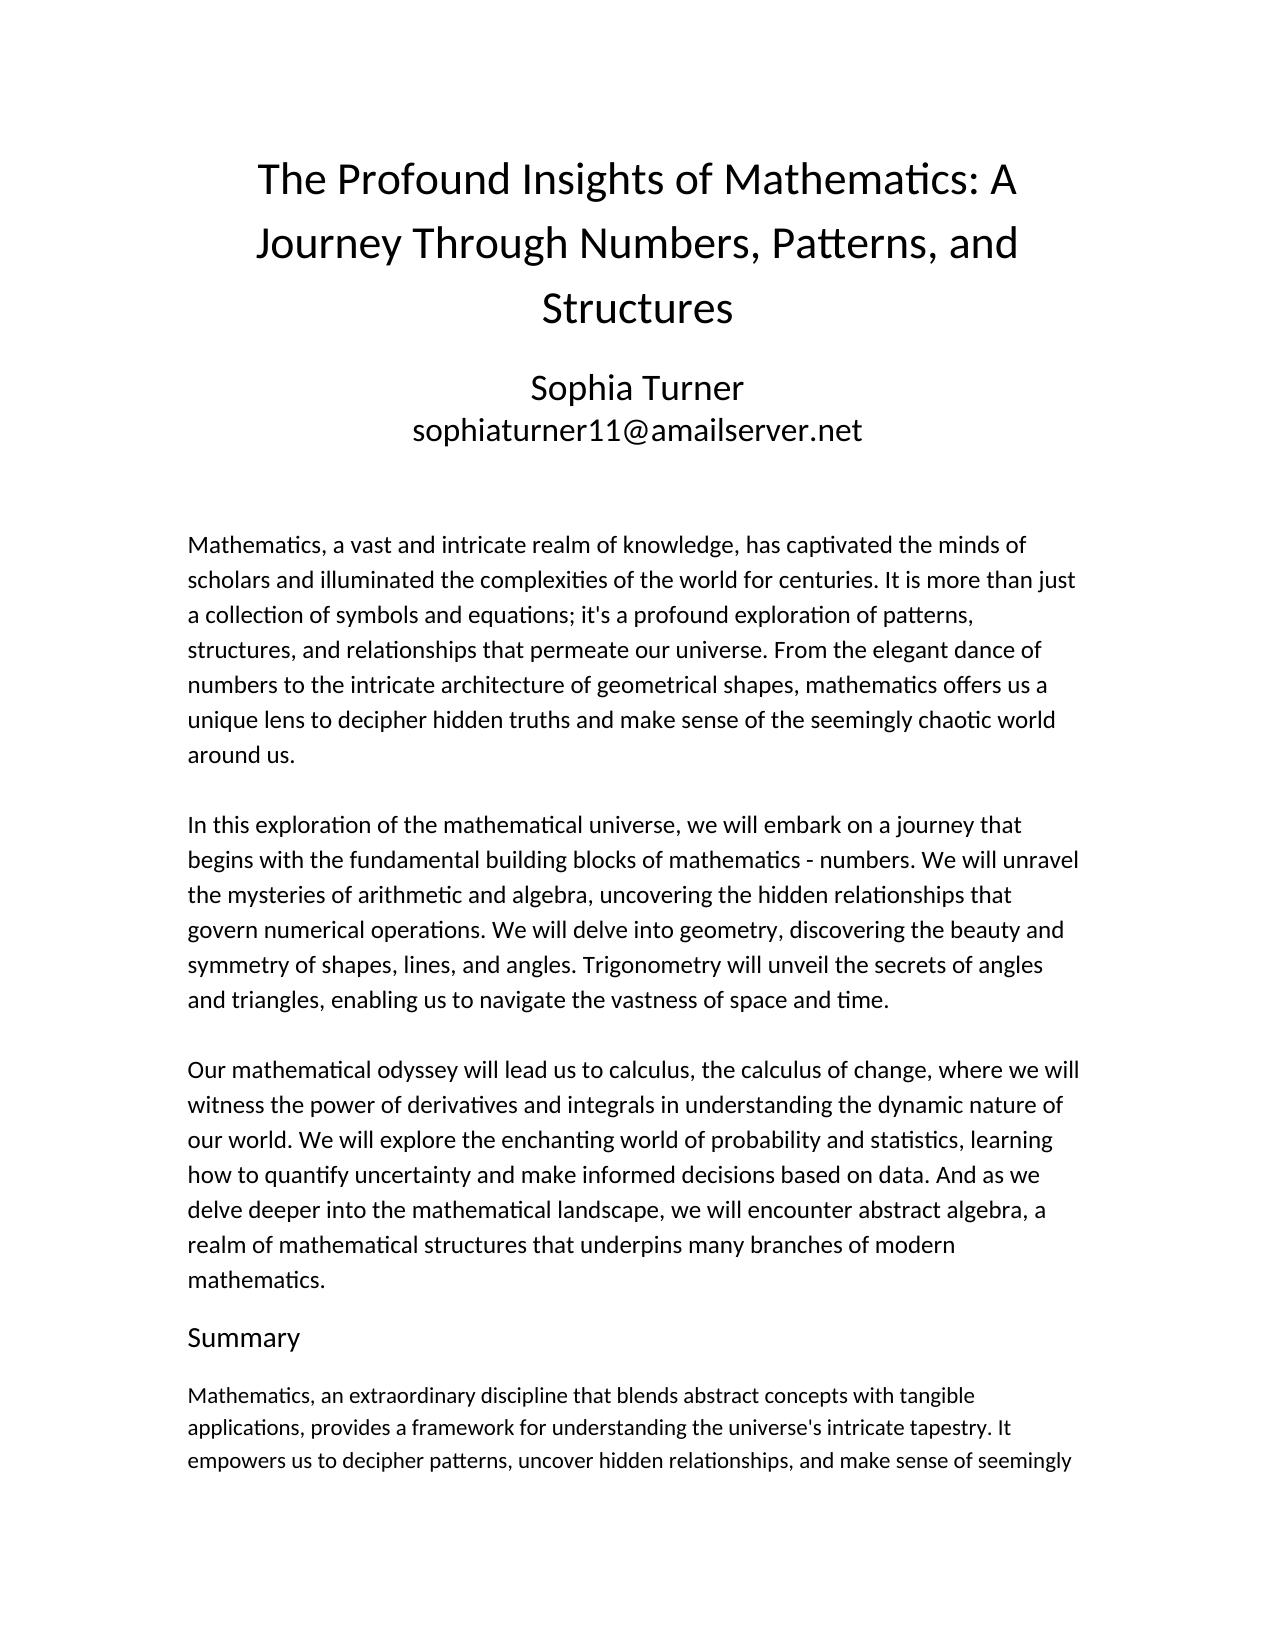 The Profound Insights of Mathematics: A
Journey Through Numbers, Patterns, and
Structures
Sophia Turner
sophiaturner11@amailserver.net
Mathematics, a vast and intricate realm of knowledge, has captivated the minds of
scholars and illuminated the complexities of the world for centuries. It is more than just
a collection of symbols and equations; it's a profound exploration of patterns,
structures, and relationships that permeate our universe. From the elegant dance of
numbers to the intricate architecture of geometrical shapes, mathematics offers us a
unique lens to decipher hidden truths and make sense of the seemingly chaotic world
around us.
In this exploration of the mathematical universe, we will embark on a journey that
begins with the fundamental building blocks of mathematics - numbers. We will unravel
the mysteries of arithmetic and algebra, uncovering the hidden relationships that
govern numerical operations. We will delve into geometry, discovering the beauty and
symmetry of shapes, lines, and angles. Trigonometry will unveil the secrets of angles
and triangles, enabling us to navigate the vastness of space and time.
Our mathematical odyssey will lead us to calculus, the calculus of change, where we will
witness the power of derivatives and integrals in understanding the dynamic nature of
our world. We will explore the enchanting world of probability and statistics, learning
how to quantify uncertainty and make informed decisions based on data. And as we
delve deeper into the mathematical landscape, we will encounter abstract algebra, a
realm of mathematical structures that underpins many branches of modern
mathematics.
Summary
Mathematics, an extraordinary discipline that blends abstract concepts with tangible
applications, provides a framework for understanding the universe's intricate tapestry. It
empowers us to decipher patterns, uncover hidden relationships, and make sense of seemingly